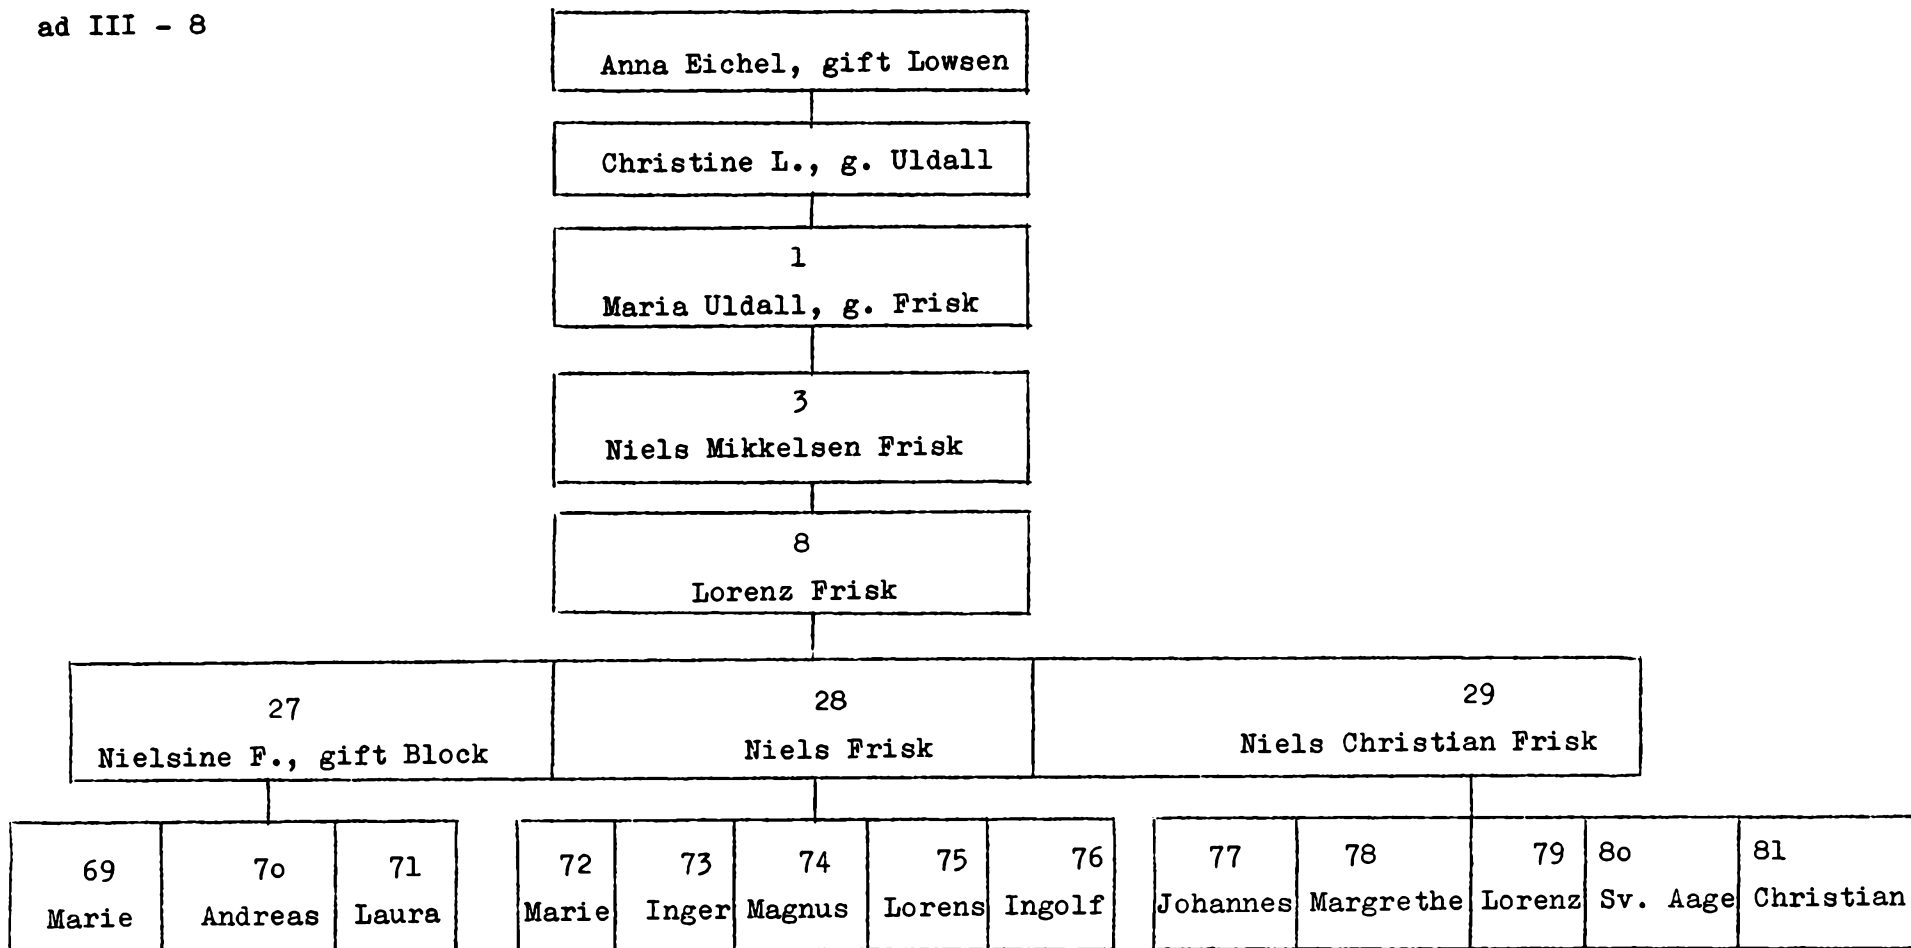 ad III - 8
Anna Eichel, gift Lowsen
Christine L., g. Uldall
1
Maria Uldall, g. Frisk
3
Niels Mikkelsen Frisk
8
Lorenz Frisk
27
Nielsine F., gift Block
28
Niels Frisk
29
Niels Christian Frisk
69
Marie
7o
Andreas
71
Laura
72
Marie
73
Inger
74
Magnus
75
Lorens
76
Ingolf
77
Johannes
78
Margrethe
79
Lorenz
8o
Sv. Aage
81
Christian